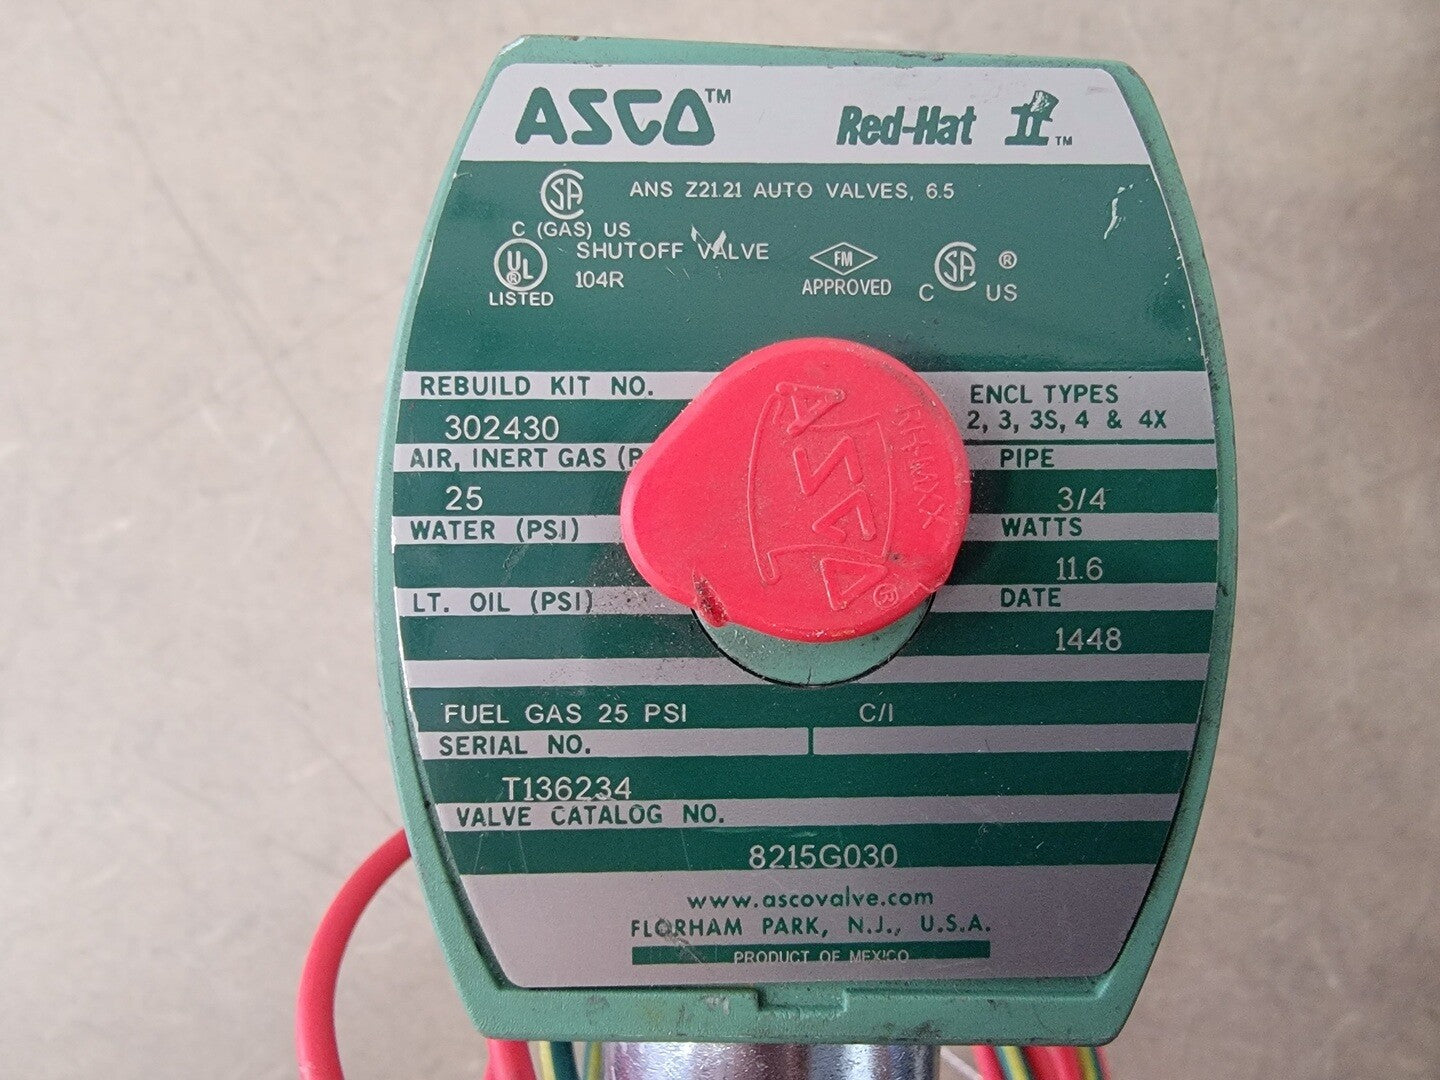 ASCO™ Red-Hat II™
SA ANS Z21.21 AUTO VALVES, 6.5
C (GAS) US
UL® SHUTOFF VALVE FM SA ®
LISTED 104R APPROVED C US
REBUILD KIT NO. ENCL TYPES
302430 2, 3, 3S, 4 & 4X
AIR, INERT GAS (P PIPE
25 3/4
WATER (PSI) WATTS
11.6
LT. OIL (PSI) DATE
1448
ASCO®
FUEL GAS 25 PSI C/I
SERIAL NO.
T136234
VALVE CATALOG NO.
8215G030
www.ascovalve.com
FLORHAM PARK, N.J., U.S.A.
PRODUCT OF MEXICO